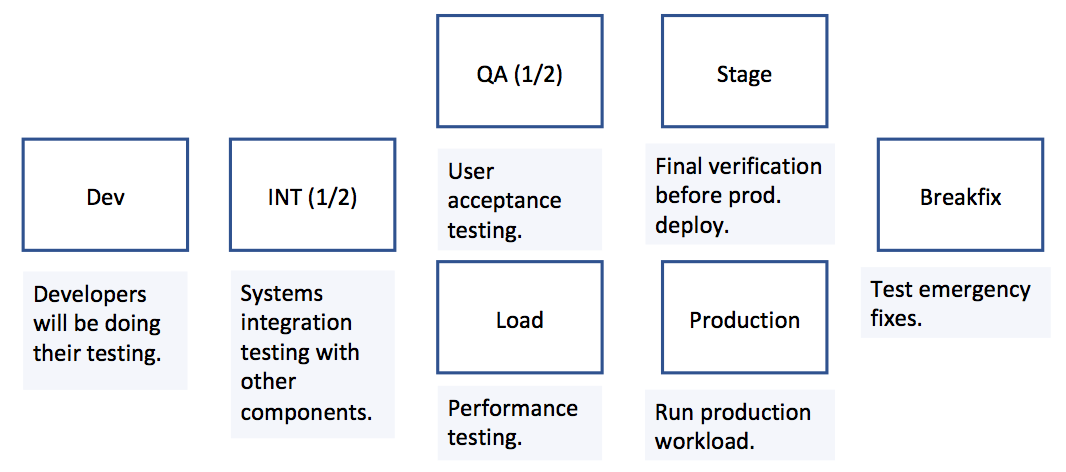 Dev
Developers
will be doing
their testing.
INT (1/2)
Systems
integration
testing with
other
components.
QA (1/2)
User
acceptance
testing.
Load
Performance
testing.
Stage
Final verification
before prod.
deploy.
Production
Run production
workload.
Breakfix
Test emergency
fixes.